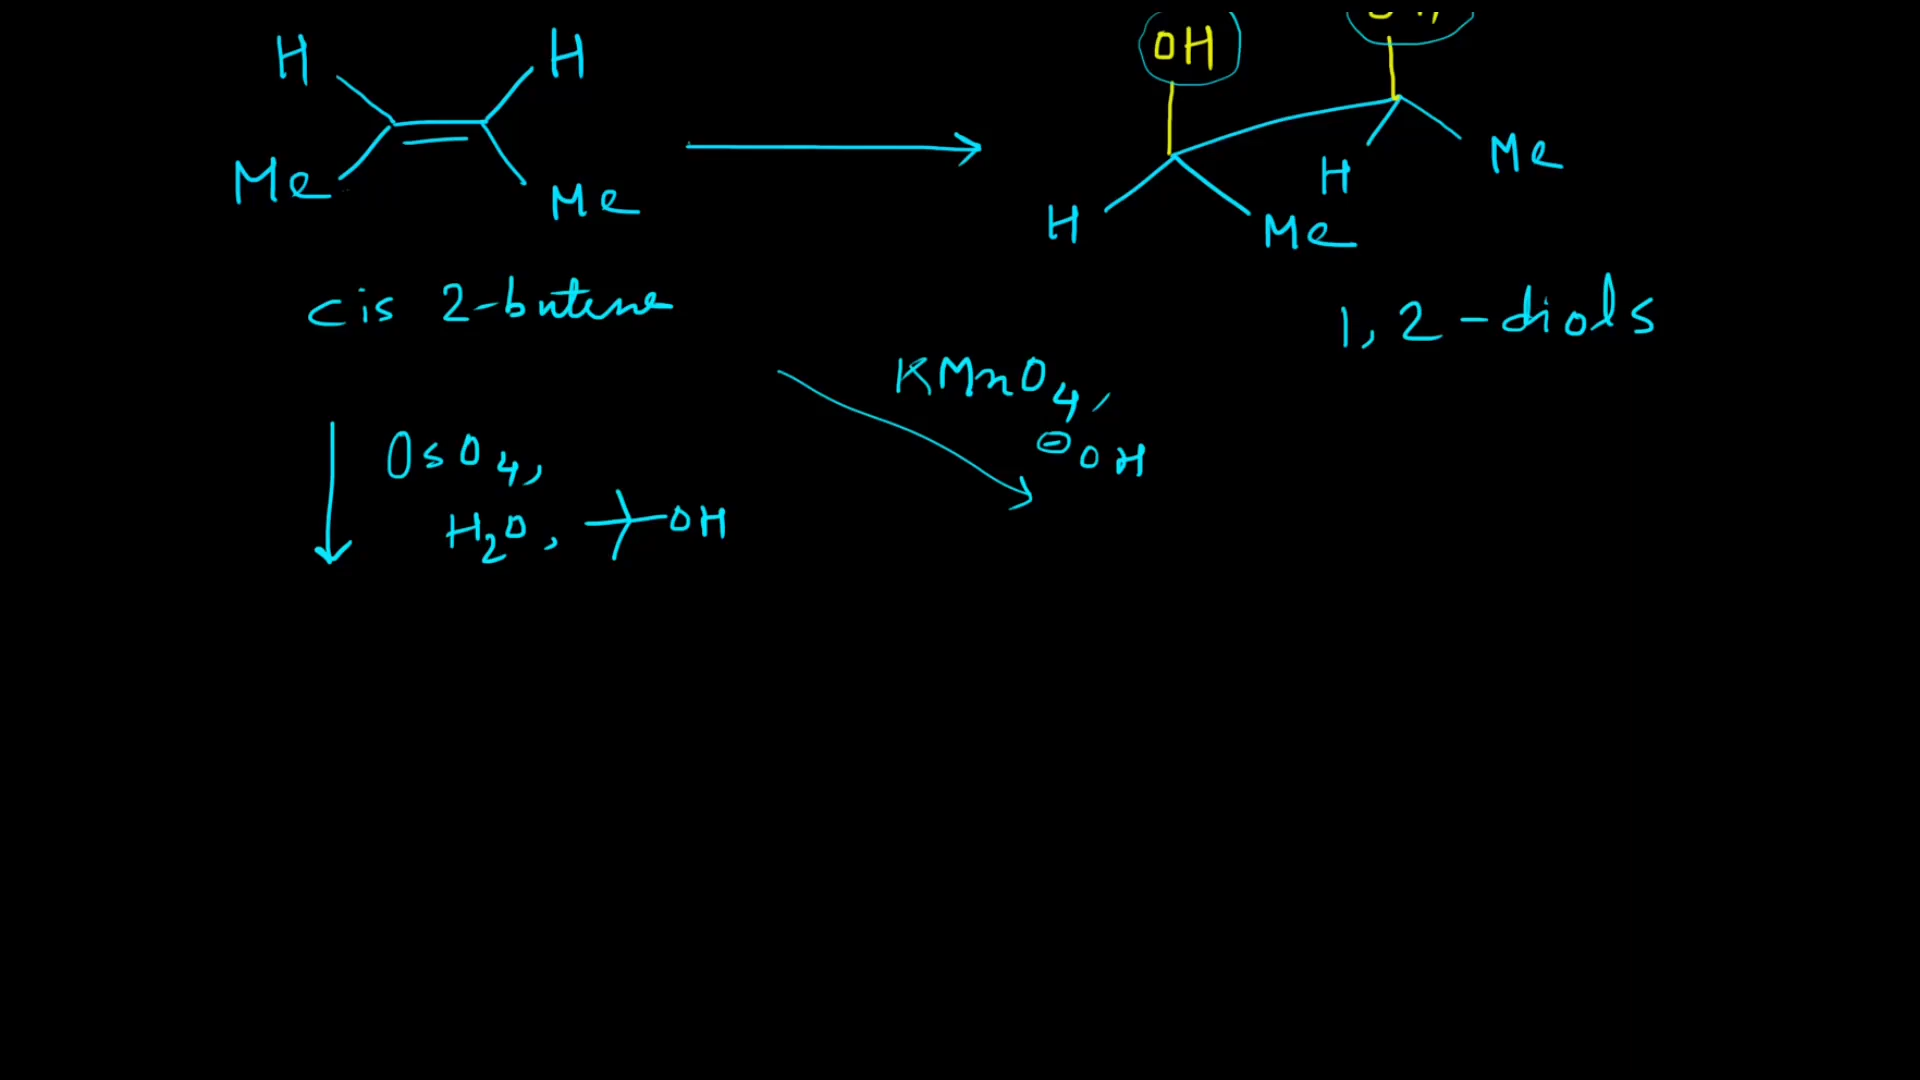 H H OH
Me Me H H Me
Me
cis 2-butene 1,2-diols
KMnO4,
⊖OH
OsO4,
H2O, OH